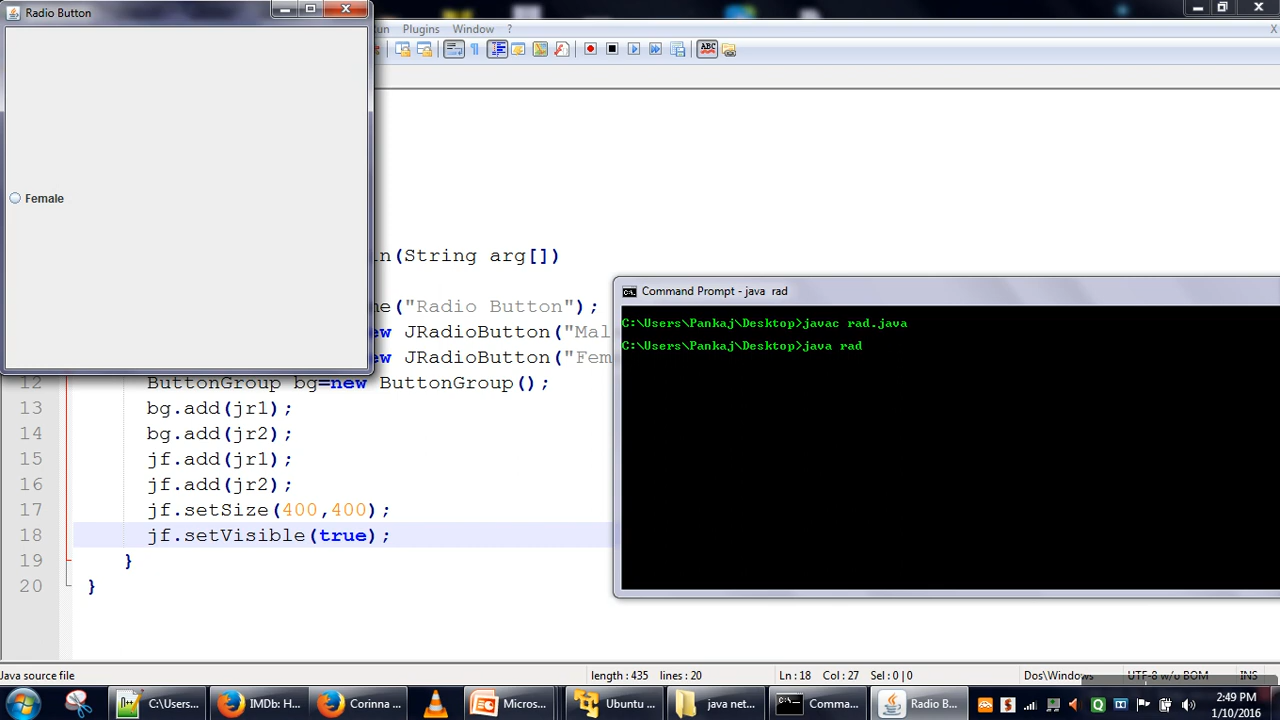 Radio Button
Female
un Plugins Window ?
X
ABC
in(String arg[])
me("Radio Button");
ew JRadioButton("Mal
ew JRadioButton("Fem
12 ButtonGroup bg=new ButtonGroup();
13 bg.add(jr1);
14 bg.add(jr2);
15 jf.add(jr1);
16 jf.add(jr2);
17 jf.setSize(400,400);
18 jf.setVisible(true);
19 }
20 }
Command Prompt - java rad
C:\Users\Pankaj\Desktop>javac rad.java
C:\Users\Pankaj\Desktop>java rad
Java source file
length : 435 lines : 20
Ln : 18 Col : 27 Sel : 0 | 0
Dos\Windows
UTF-8 w/o BOM
INS
C:\Users...
IMDb: H...
Corinna ...
Micros...
Ubuntu ...
java net...
Comma...
Radio B...
2:49 PM
1/10/2016